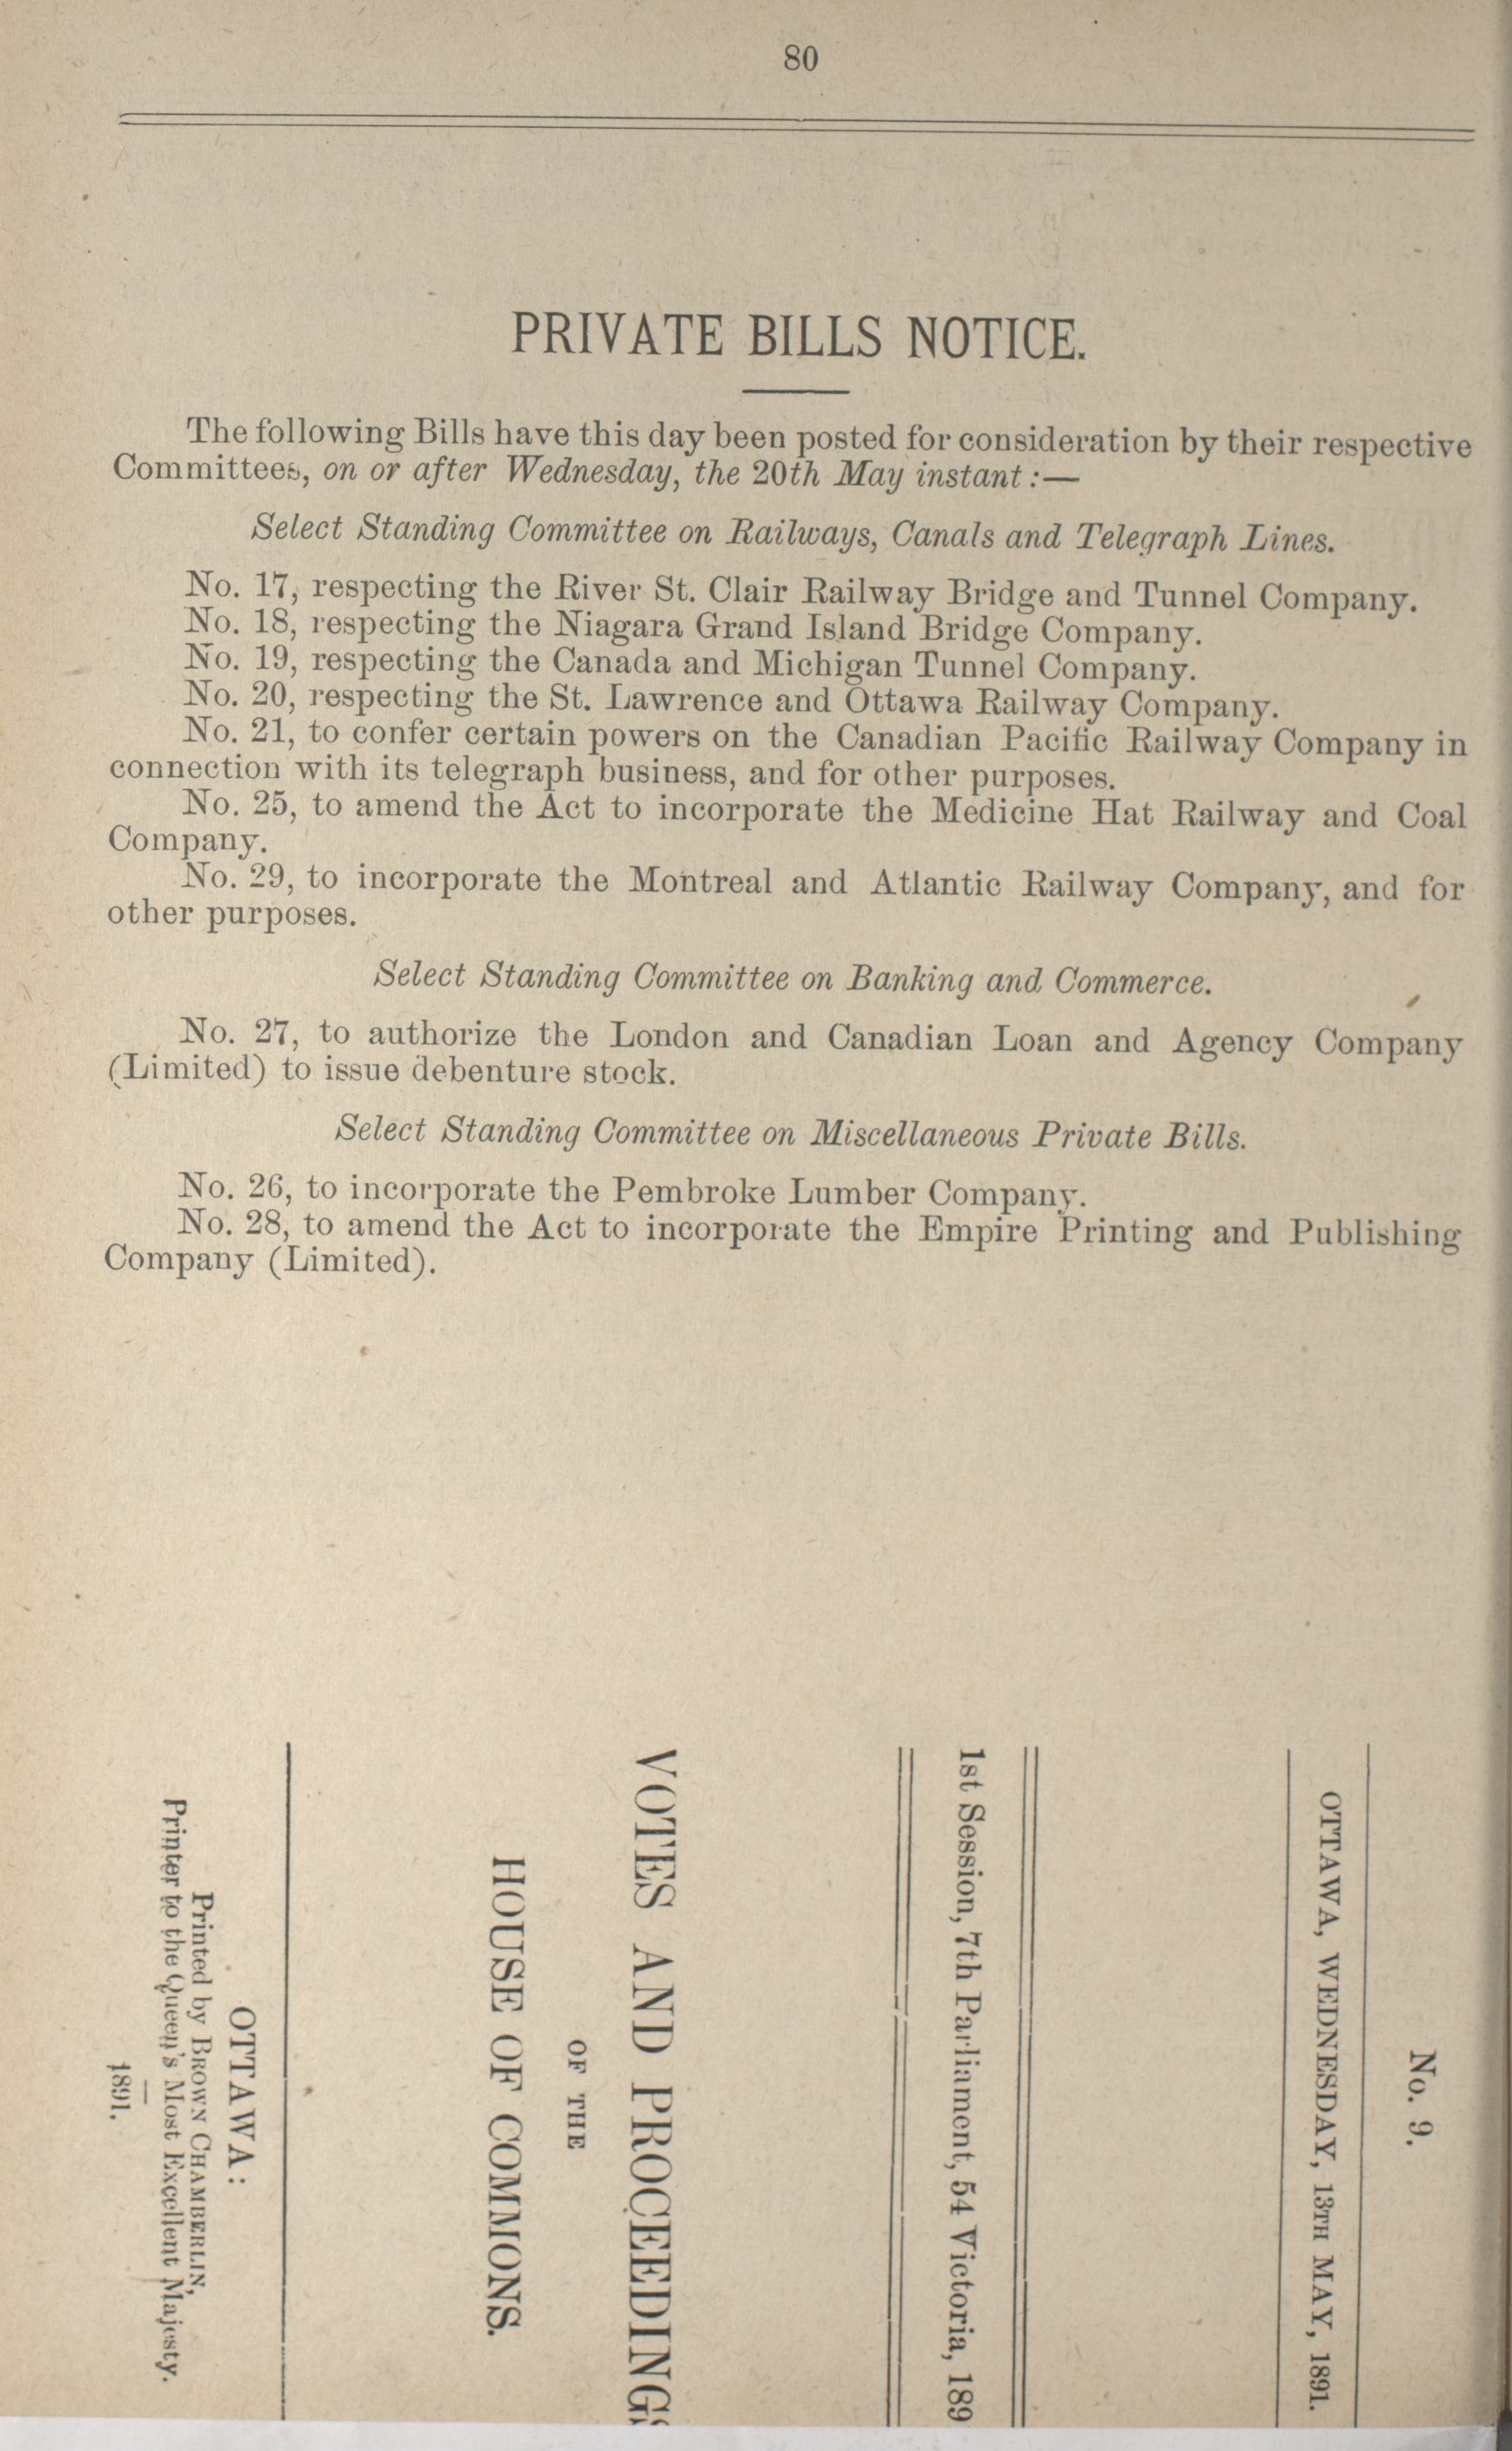 80
PRIVATE BILLS NOTICE.
The following Bills have this day been posted for consideration by their respective
Committees, on or after Wednesday, the 20th May instant :—
Select Standing Committee on Railways, Canals and Telegraph Lines.
No. 17, respecting the River St. Clair Railway Bridge and Tunnel Company.
No. 18, respecting the Niagara Grand Island Bridge Company.
No. 19, respecting the Canada and Michigan Tunnel Company.
No. 20, respecting the St. Lawrence and Ottawa Railway Company.
No. 21, to confer certain powers on the Canadian Pacific Railway Company in
connection with its telegraph business, and for other purposes.
No. 25, to amend the Act to incorporate the Medicine Hat Railway and Coal
Company.
No. 29, to incorporate the Montreal and Atlantic Railway Company, and for
other purposes.
Select Standing Committee on Banking and Commerce.
No. 27, to authorize the London and Canadian Loan and Agency Company
(Limited) to issue debenture stock.
Select Standing Committee on Miscellaneous Private Bills.
No. 26, to incorporate the Pembroke Lumber Company.
No. 28, to amend the Act to incorporate the Empire Printing and Publishing
Company (Limited).
No. 9.
OTTAWA, WEDNESDAY, 13TH MAY, 1891.
1st Session, 7th Parliament, 54 Victoria, 189
VOTES AND PROCEEDINGS
OF THE
HOUSE OF COMMONS.
OTTAWA:
Printed by BROWN CHAMBERLIN,
Printer to the Queen's Most Excellent Majesty.
1891.